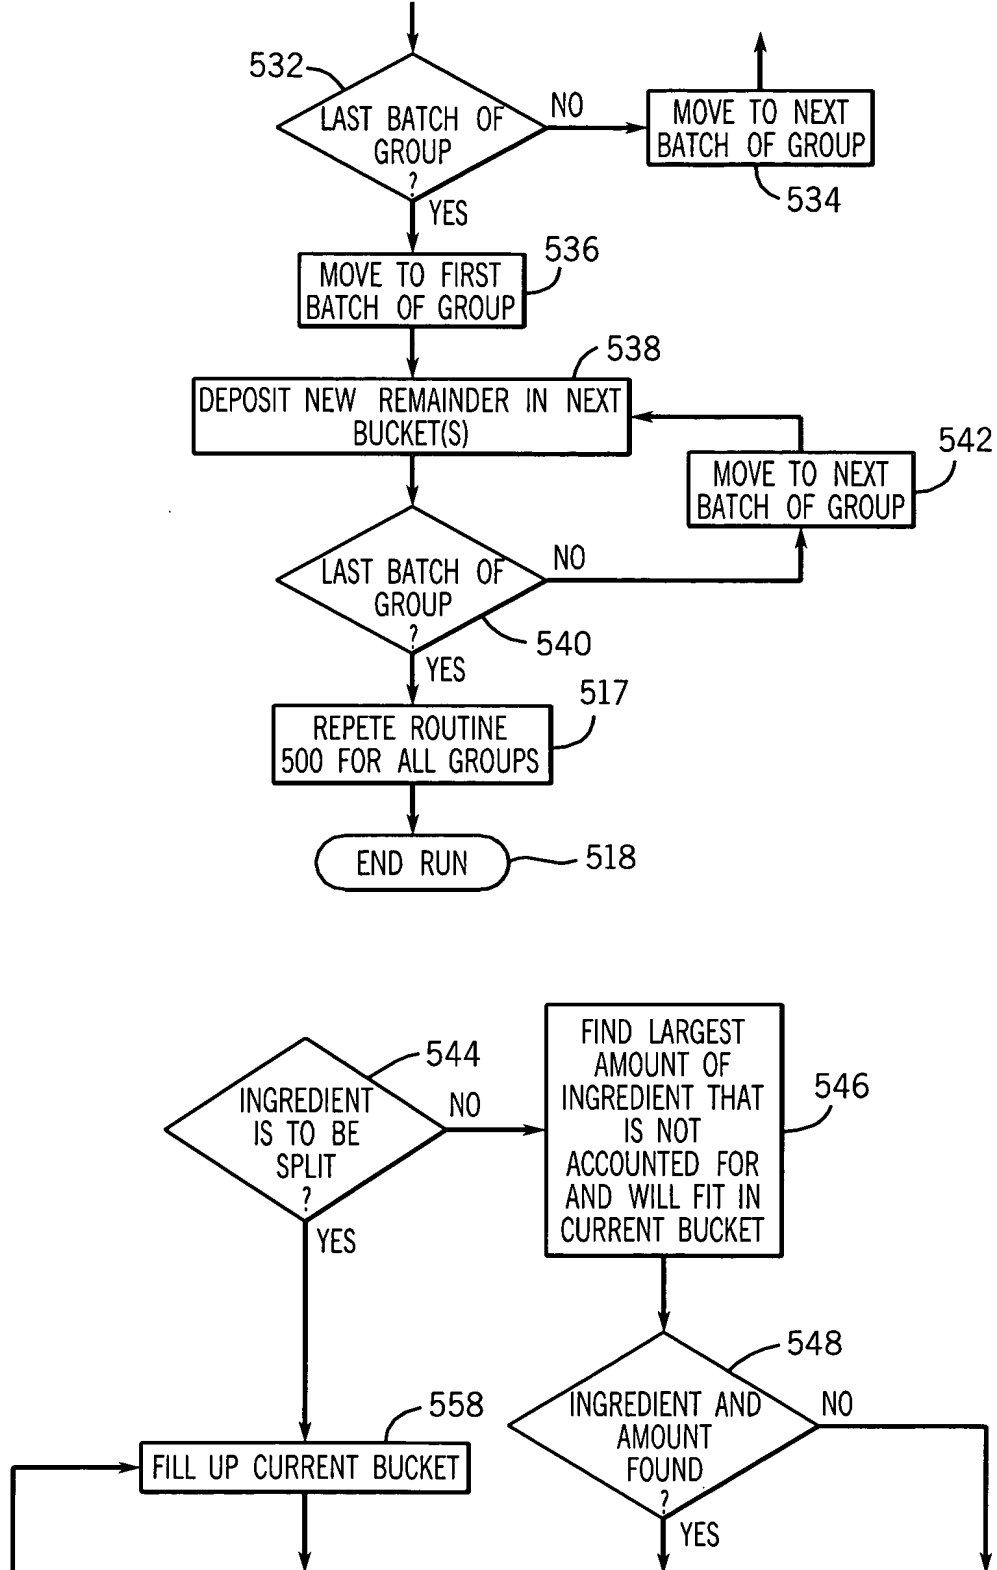 532
LAST BATCH OF
GROUP
?
NO
YES
MOVE TO NEXT
BATCH OF GROUP
534
536
MOVE TO FIRST
BATCH OF GROUP
538
DEPOSIT NEW REMAINDER IN NEXT
BUCKET(S)
542
MOVE TO NEXT
BATCH OF GROUP
LAST BATCH OF
GROUP
?
NO
540
YES
517
REPETE ROUTINE
500 FOR ALL GROUPS
END RUN
518
544
INGREDIENT
IS TO BE
SPLIT
?
NO
YES
FIND LARGEST
AMOUNT OF
INGREDIENT THAT
IS NOT
ACCOUNTED FOR
AND WILL FIT IN
CURRENT BUCKET
546
548
INGREDIENT AND
AMOUNT
FOUND
?
NO
YES
558
FILL UP CURRENT BUCKET